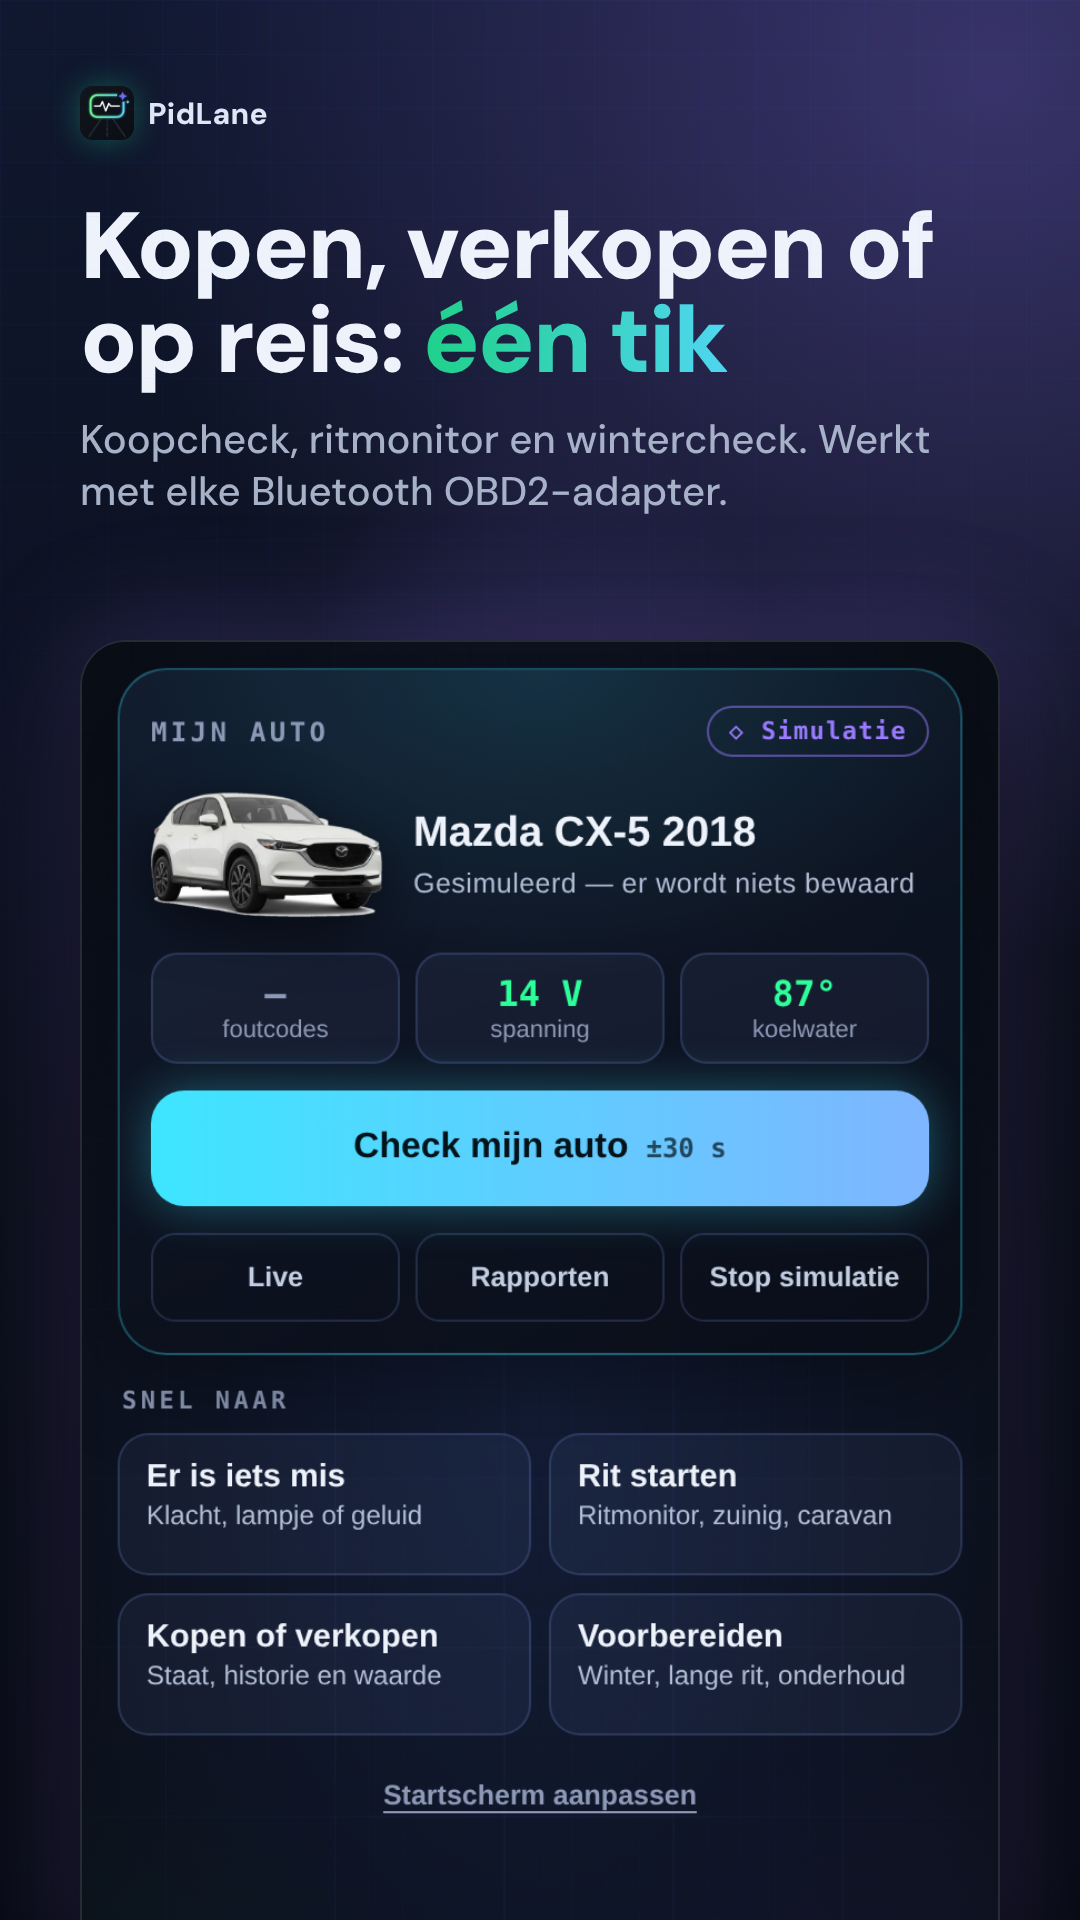 PidLane
Kopen, verkopen of
op reis: één tik
Koopcheck, ritmonitor en wintercheck. Werkt
met elke Bluetooth OBD2-adapter.
MIJN AUTO
◇ Simulatie
Mazda CX-5 2018
Gesimuleerd — er wordt niets bewaard
–
foutcodes
14 V
spanning
87°
koelwater
Check mijn auto ±30 s
Live
Rapporten
Stop simulatie
SNEL NAAR
Er is iets mis
Klacht, lampje of geluid
Rit starten
Ritmonitor, zuinig, caravan
Kopen of verkopen
Staat, historie en waarde
Voorbereiden
Winter, lange rit, onderhoud
Startscherm aanpassen